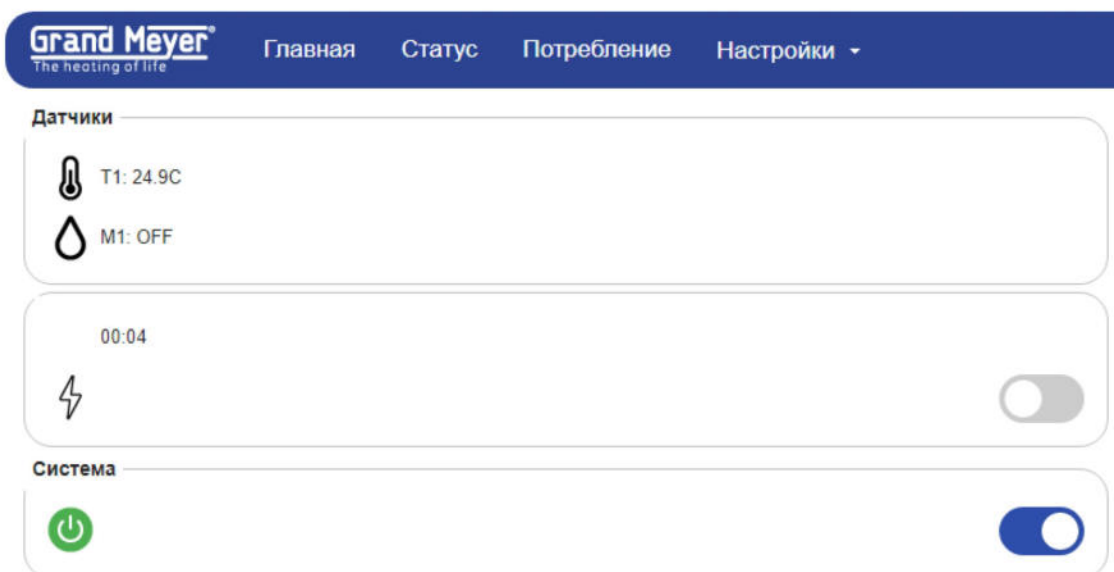 Grand Meyer®
The heating of life
Главная Статус Потребление Настройки
Датчики
T1: 24.9C
M1: OFF
00:04
Система